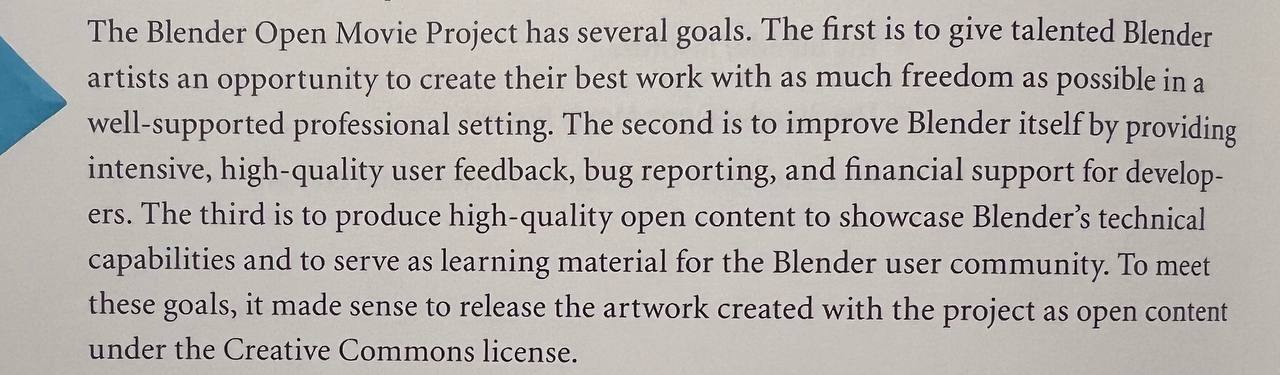 The Blender Open Movie Project has several goals. The first is to give talented Blender
artists an opportunity to create their best work with as much freedom as possible in a
well-supported professional setting. The second is to improve Blender itself by providing
intensive, high-quality user feedback, bug reporting, and financial support for develop-
ers. The third is to produce high-quality open content to showcase Blender’s technical
capabilities and to serve as learning material for the Blender user community. To meet
these goals, it made sense to release the artwork created with the project as open content
under the Creative Commons license.